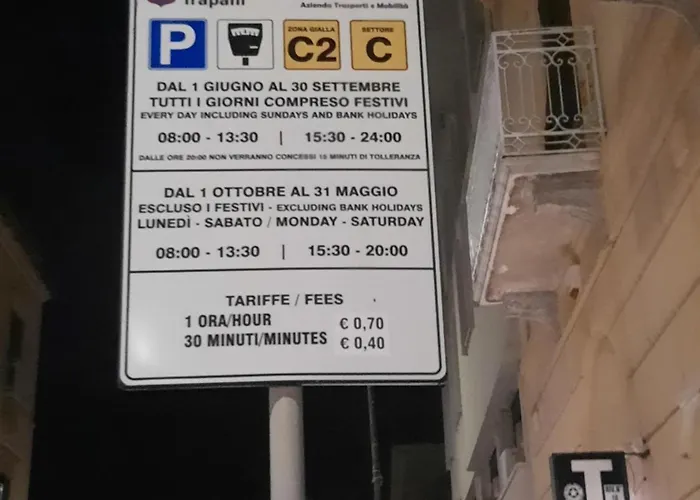 Trapani
Azienda Trasporti e Mobilità
P
ZONA GIALLA
C2
SETTORE
C
DAL 1 GIUGNO AL 30 SETTEMBRE
TUTTI I GIORNI COMPRESO FESTIVI
EVERY DAY INCLUDING SUNDAYS AND BANK HOLIDAYS
08:00 - 13:30 | 15:30 - 24:00
DALLE ORE 20:00 NON VERRANNO CONCESSI 15 MINUTI DI TOLLERANZA
DAL 1 OTTOBRE AL 31 MAGGIO
ESCLUSO I FESTIVI - EXCLUDING BANK HOLIDAYS
LUNEDÌ - SABATO / MONDAY - SATURDAY
08:00 - 13:30 | 15:30 - 20:00
TARIFFE / FEES
1 ORA/HOUR € 0,70
30 MINUTI/MINUTES € 0,40
T